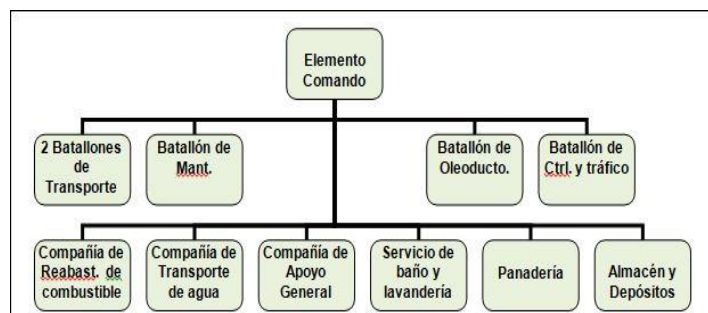 Elemento
Comando
2 Batallones
de
Transporte
Batallón de
Mant.
Batallón de
Oleoducto.
Batallón de
Ctrl. y tráfico
Compañía de
Reabast. de
combustible
Compañía de
Transporte
de agua
Compañía de
Apoyo
General
Servicio de
baño y
lavandería
Panadería
Almacén y
Depósitos